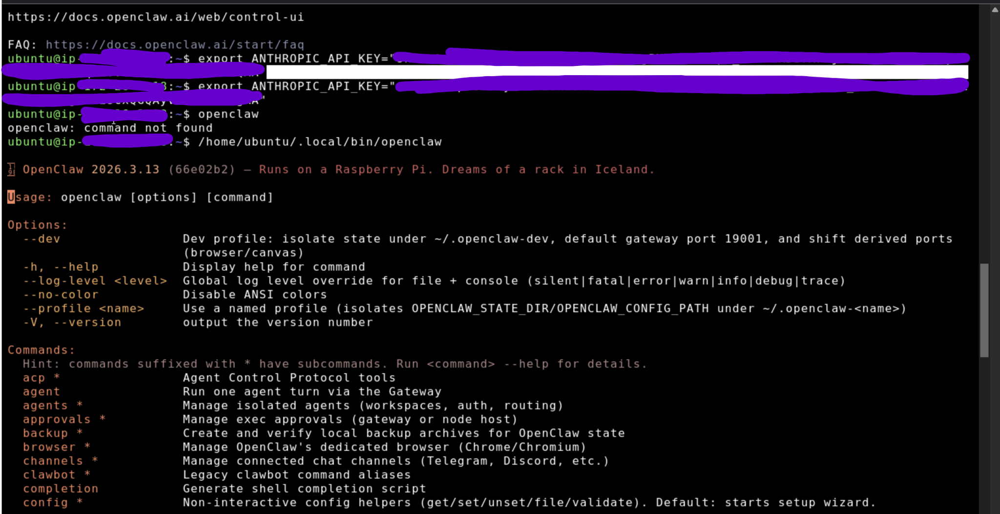 https://docs.openclaw.ai/web/control-ui
FAQ: https://docs.openclaw.ai/start/faq
ubuntu@ip- :~$ export ANTHROPIC_API_KEY="
ubuntu@ip :~$ export ANTHROPIC_API_KEY="
ubuntu@ip- :~$ openclaw
openclaw: command not found
ubuntu@ip- :~$ /home/ubuntu/.local/bin/openclaw
OpenClaw 2026.3.13 (66e02b2) — Runs on a Raspberry Pi. Dreams of a rack in Iceland.
Usage: openclaw [options] [command]
Options:
--dev Dev profile: isolate state under ~/.openclaw-dev, default gateway port 19001, and shift derived ports
(browser/canvas)
-h, --help Display help for command
--log-level <level> Global log level override for file + console (silent|fatal|error|warn|info|debug|trace)
--no-color Disable ANSI colors
--profile <name> Use a named profile (isolates OPENCLAW_STATE_DIR/OPENCLAW_CONFIG_PATH under ~/.openclaw-<name>)
-V, --version output the version number
Commands:
Hint: commands suffixed with * have subcommands. Run <command> --help for details.
acp * Agent Control Protocol tools
agent Run one agent turn via the Gateway
agents * Manage isolated agents (workspaces, auth, routing)
approvals * Manage exec approvals (gateway or node host)
backup * Create and verify local backup archives for OpenClaw state
browser * Manage OpenClaw's dedicated browser (Chrome/Chromium)
channels * Manage connected chat channels (Telegram, Discord, etc.)
clawbot * Legacy clawbot command aliases
completion Generate shell completion script
config * Non-interactive config helpers (get/set/unset/file/validate). Default: starts setup wizard.